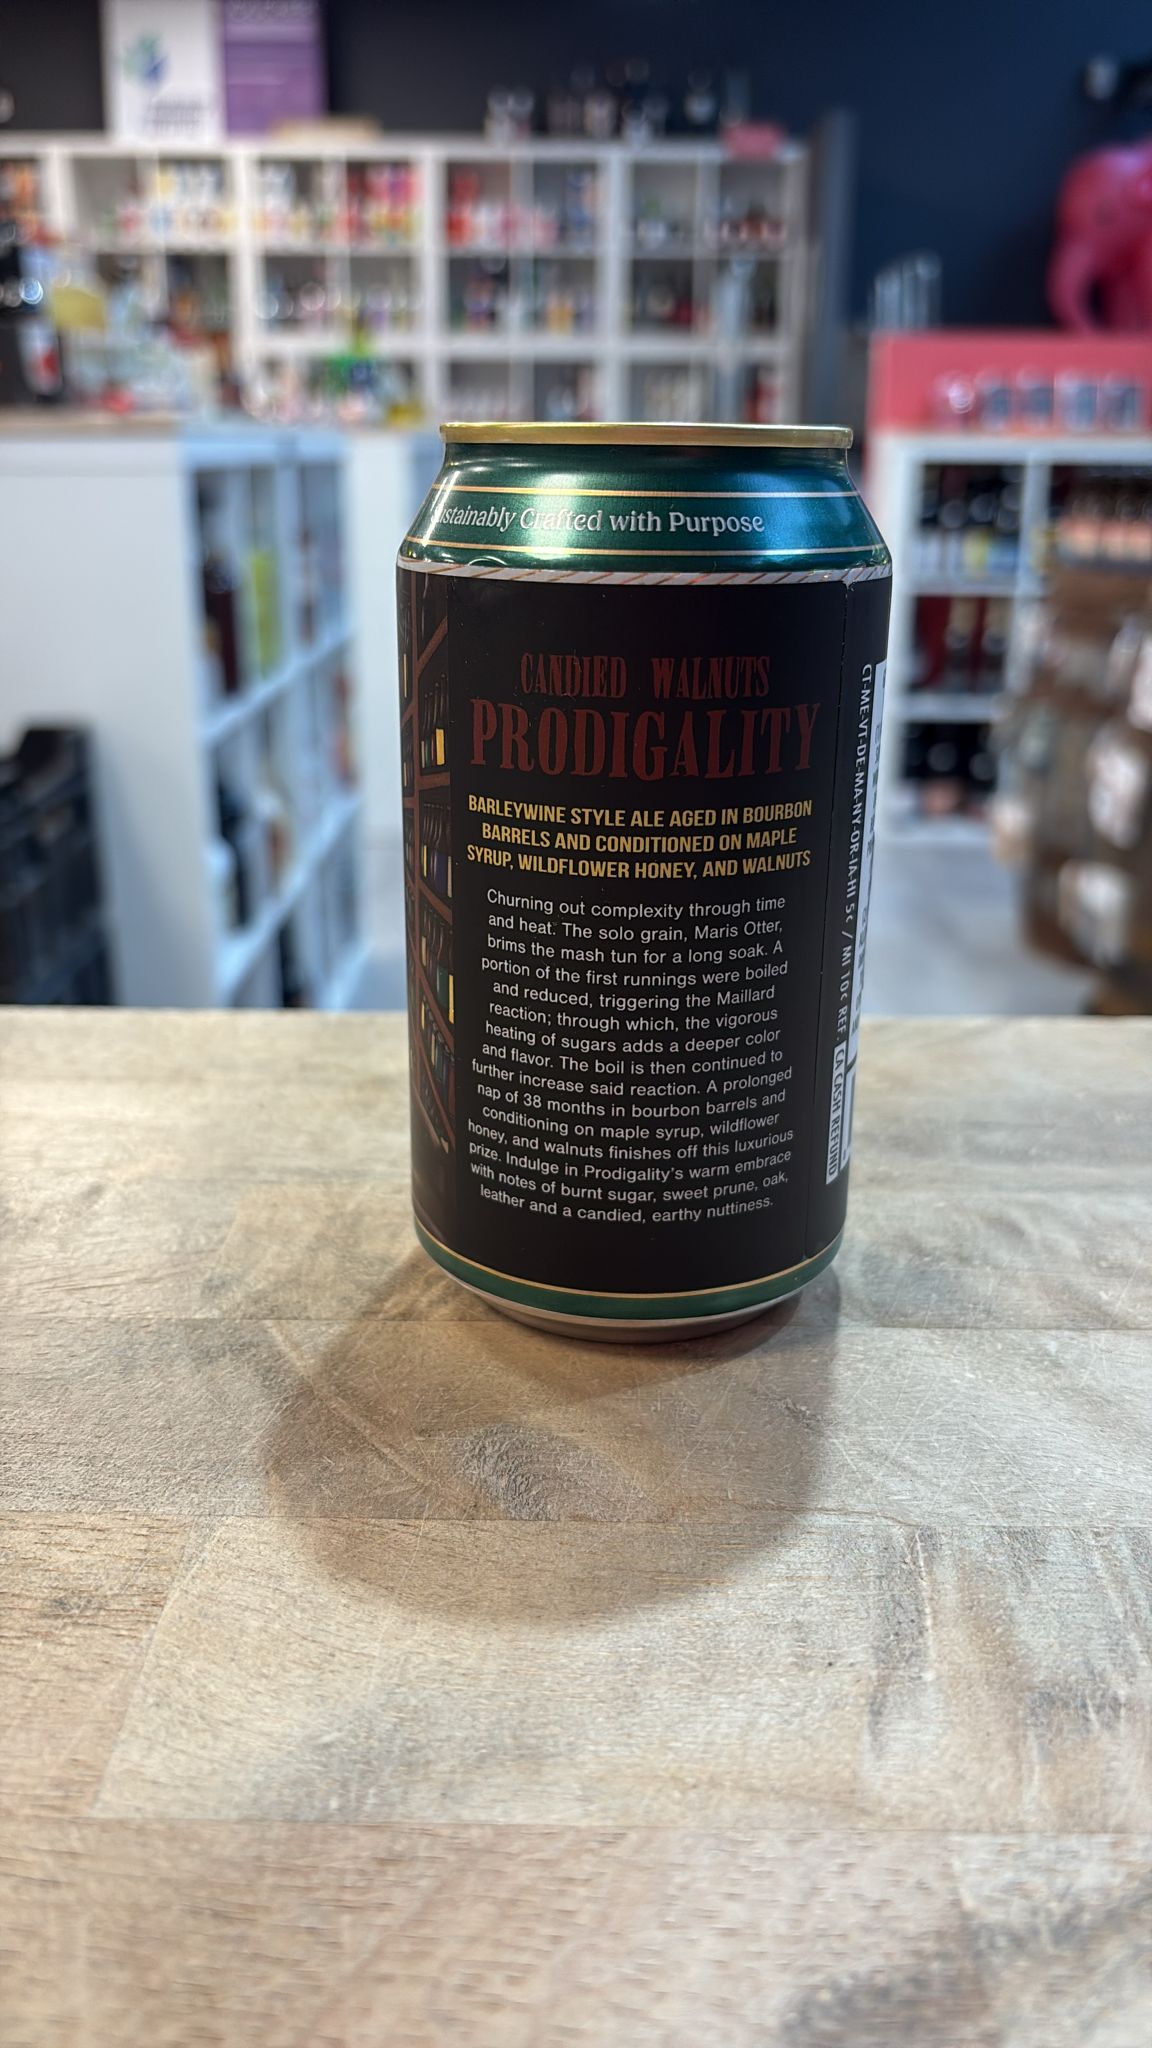 Crafted with Purpose
CANDIED WALNUTS
PRODIGALITY
BARLEYWINE STYLE ALE AGED IN BOURBON
BARRELS AND CONDITIONED ON MAPLE
SYRUP, WILDFLOWER HONEY, AND WALNUTS
Churning out complexity through time
and heat. The solo grain, Maris Otter,
brims the mash tun for a long soak. A
portion of the first runnings were boiled
and reduced, triggering the Maillard
reaction; through which, the vigorous
heating of sugars adds a deeper color
and flavor. The boil is then continued to
further increase said reaction. A prolonged
nap of 38 months in bourbon barrels and
conditioning on maple syrup, wildflower
honey, and walnuts finishes off this luxurious
prize. Indulge in Prodigality's warm embrace
with notes of burnt sugar, sweet prune, oak,
leather and a candied, earthy nuttiness.
CT-ME-VT-DE-MA-NY-OR-IA-HI 5¢ / MI 10¢ REF.
CA CASH REFUND